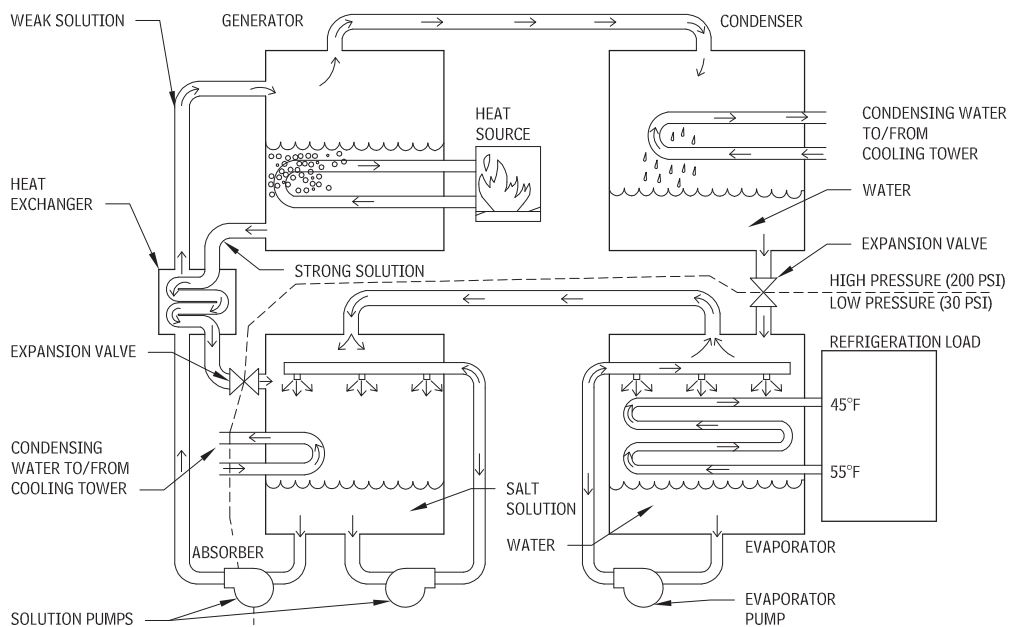 WEAK SOLUTION
GENERATOR
CONDENSER
HEAT
SOURCE
CONDENSING WATER
TO/FROM
COOLING TOWER
HEAT
EXCHANGER
WATER
STRONG SOLUTION
EXPANSION VALVE
HIGH PRESSURE (200 PSI)
LOW PRESSURE (30 PSI)
EXPANSION VALVE
REFRIGERATION LOAD
45°F
CONDENSING
WATER TO/FROM
COOLING TOWER
55°F
SALT
SOLUTION
WATER
ABSORBER
EVAPORATOR
SOLUTION PUMPS
EVAPORATOR
PUMP